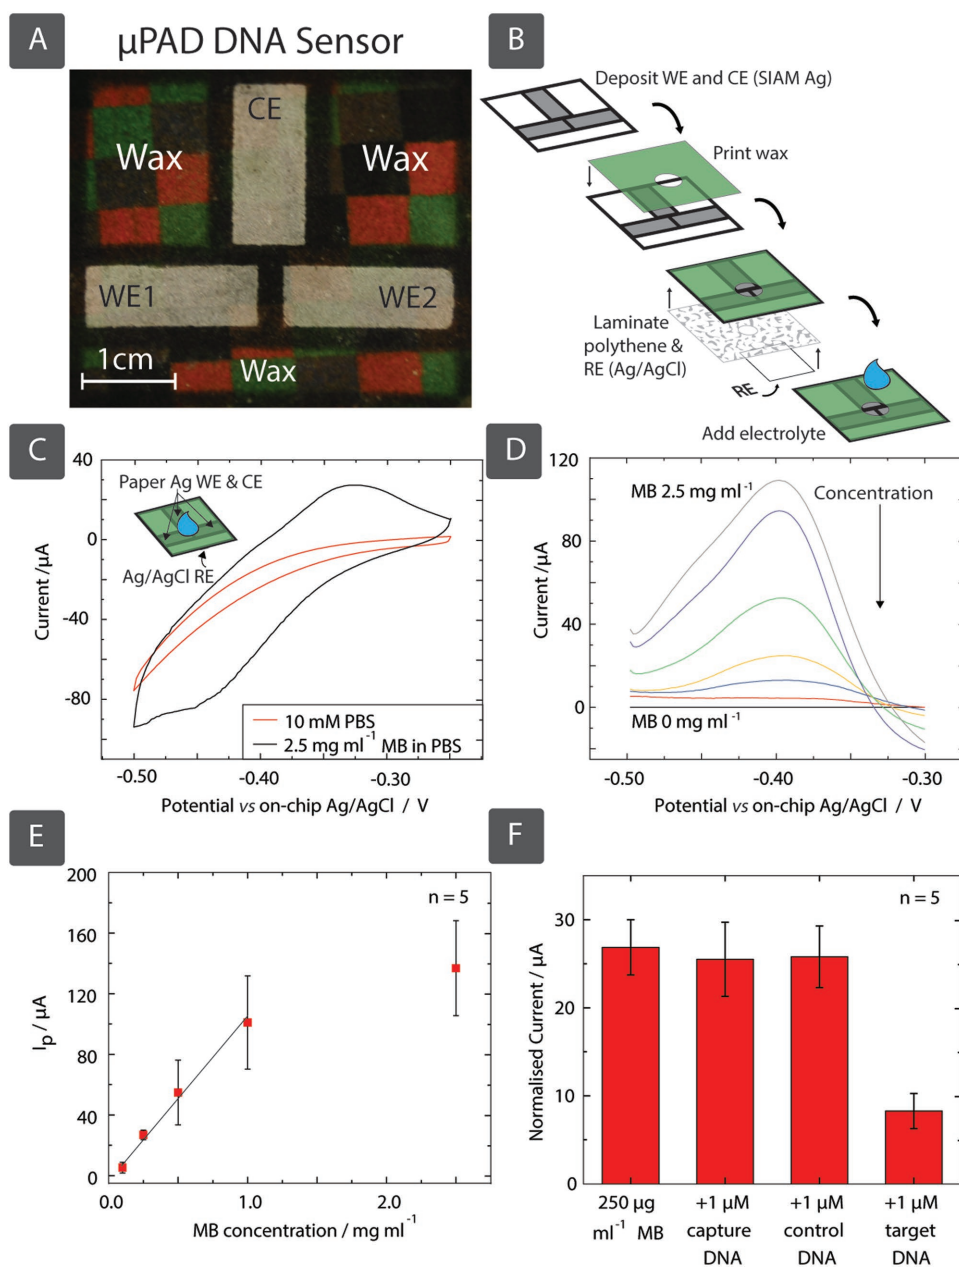 A
μPAD DNA Sensor
CE
Wax
Wax
WE1
WE2
1cm
Wax
B
Deposit WE and CE (SIAM Ag)
Print wax
Laminate
polythene &
RE (Ag/AgCl)
RE
Add electrolyte
C
40
0
-40
-80
Current /μA
Paper Ag WE & CE
Ag/AgCl RE
10 mM PBS
2.5 mg ml⁻¹ MB in PBS
-0.50
-0.40
-0.30
Potential vs on-chip Ag/AgCl / V
D
120
80
40
0
Current /μA
MB 2.5 mg ml⁻¹
Concentration
MB 0 mg ml⁻¹
-0.50
-0.40
-0.30
Potential vs on-chip Ag/AgCl / V
E
200
160
120
80
40
0
Iₚ / μA
n = 5
0.0
1.0
2.0
MB concentration / mg ml⁻¹
F
30
20
10
0
Normalised Current / μA
n = 5
250 μg
ml⁻¹ MB
+1 μM
capture
DNA
+1 μM
control
DNA
+1 μM
target
DNA